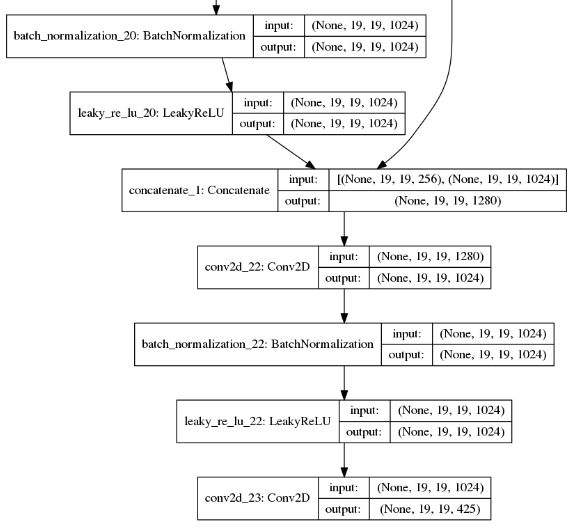 batch_normalization_20: BatchNormalization
input: (None, 19, 19, 1024)
output: (None, 19, 19, 1024)
leaky_re_lu_20: LeakyReLU
input: (None, 19, 19, 1024)
output: (None, 19, 19, 1024)
concatenate_1: Concatenate
input: [(None, 19, 19, 256), (None, 19, 19, 1024)]
output: (None, 19, 19, 1280)
conv2d_22: Conv2D
input: (None, 19, 19, 1280)
output: (None, 19, 19, 1024)
batch_normalization_22: BatchNormalization
input: (None, 19, 19, 1024)
output: (None, 19, 19, 1024)
leaky_re_lu_22: LeakyReLU
input: (None, 19, 19, 1024)
output: (None, 19, 19, 1024)
conv2d_23: Conv2D
input: (None, 19, 19, 1024)
output: (None, 19, 19, 425)